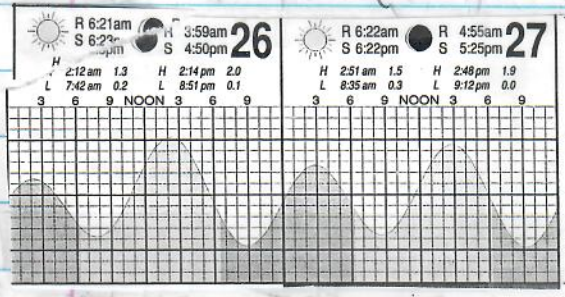 R 6:21am R 3:59am 26
S 6:23 pm S 4:50pm
H
2:12 am 1.3 H 2:14 pm 2.0
L 7:42 am 0.2 L 8:51 pm 0.1
3 6 9 NOON 3 6 9
R 6:22am R 4:55am 27
S 6:22pm S 5:25pm
H 2:51 am 1.5 H 2:48 pm 1.9
L 8:35 am 0.3 L 9:12 pm 0.0
3 6 9 NOON 3 6 9